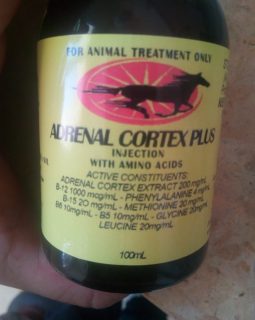 FOR ANIMAL TREATMENT ONLY
ADRENAL CORTEX PLUS
INJECTION
WITH AMINO ACIDS
ACTIVE CONSTITUENTS:
ADRENAL CORTEX EXTRACT 200 mg/mL
B-12 1000 mcg/mL - PHENYLALANINE 4 mg/mL
B-15 20 mg/mL - METHIONINE 20 mg/mL
B6 10mg/mL - B5 10mg/mL - GLYCINE 20mg/mL
LEUCINE 20mg/mL
100mL